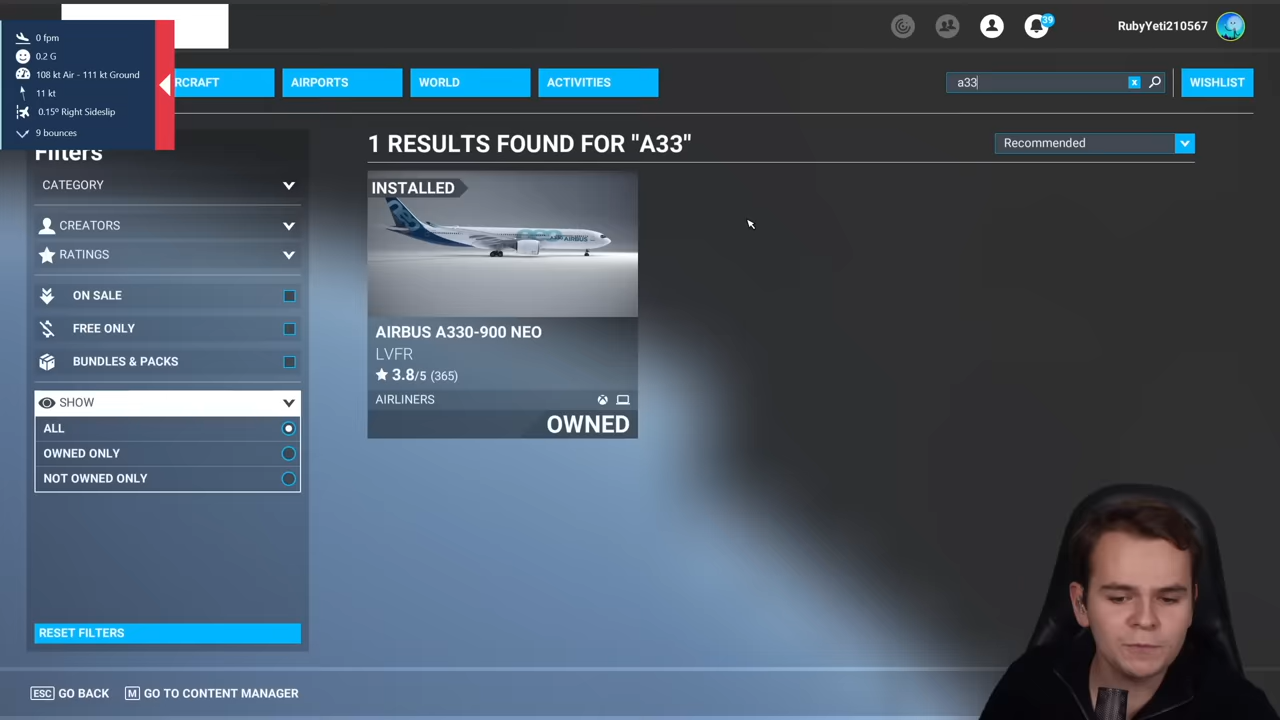 0 fpm
0.2 G
108 kt Air - 111 kt Ground
11 kt
0.15º Right Sideslip
9 bounces
39
RubyYeti210567
RCRAFT
AIRPORTS
WORLD
ACTIVITIES
a33
WISHLIST
Filters
CATEGORY
CREATORS
RATINGS
ON SALE
FREE ONLY
BUNDLES & PACKS
SHOW
ALL
OWNED ONLY
NOT OWNED ONLY
RESET FILTERS
1 RESULTS FOUND FOR "A33"
Recommended
INSTALLED
AIRBUS
AIRBUS A330-900 NEO
LVFR
3.8/5 (365)
AIRLINERS
OWNED
ESC GO BACK
M GO TO CONTENT MANAGER